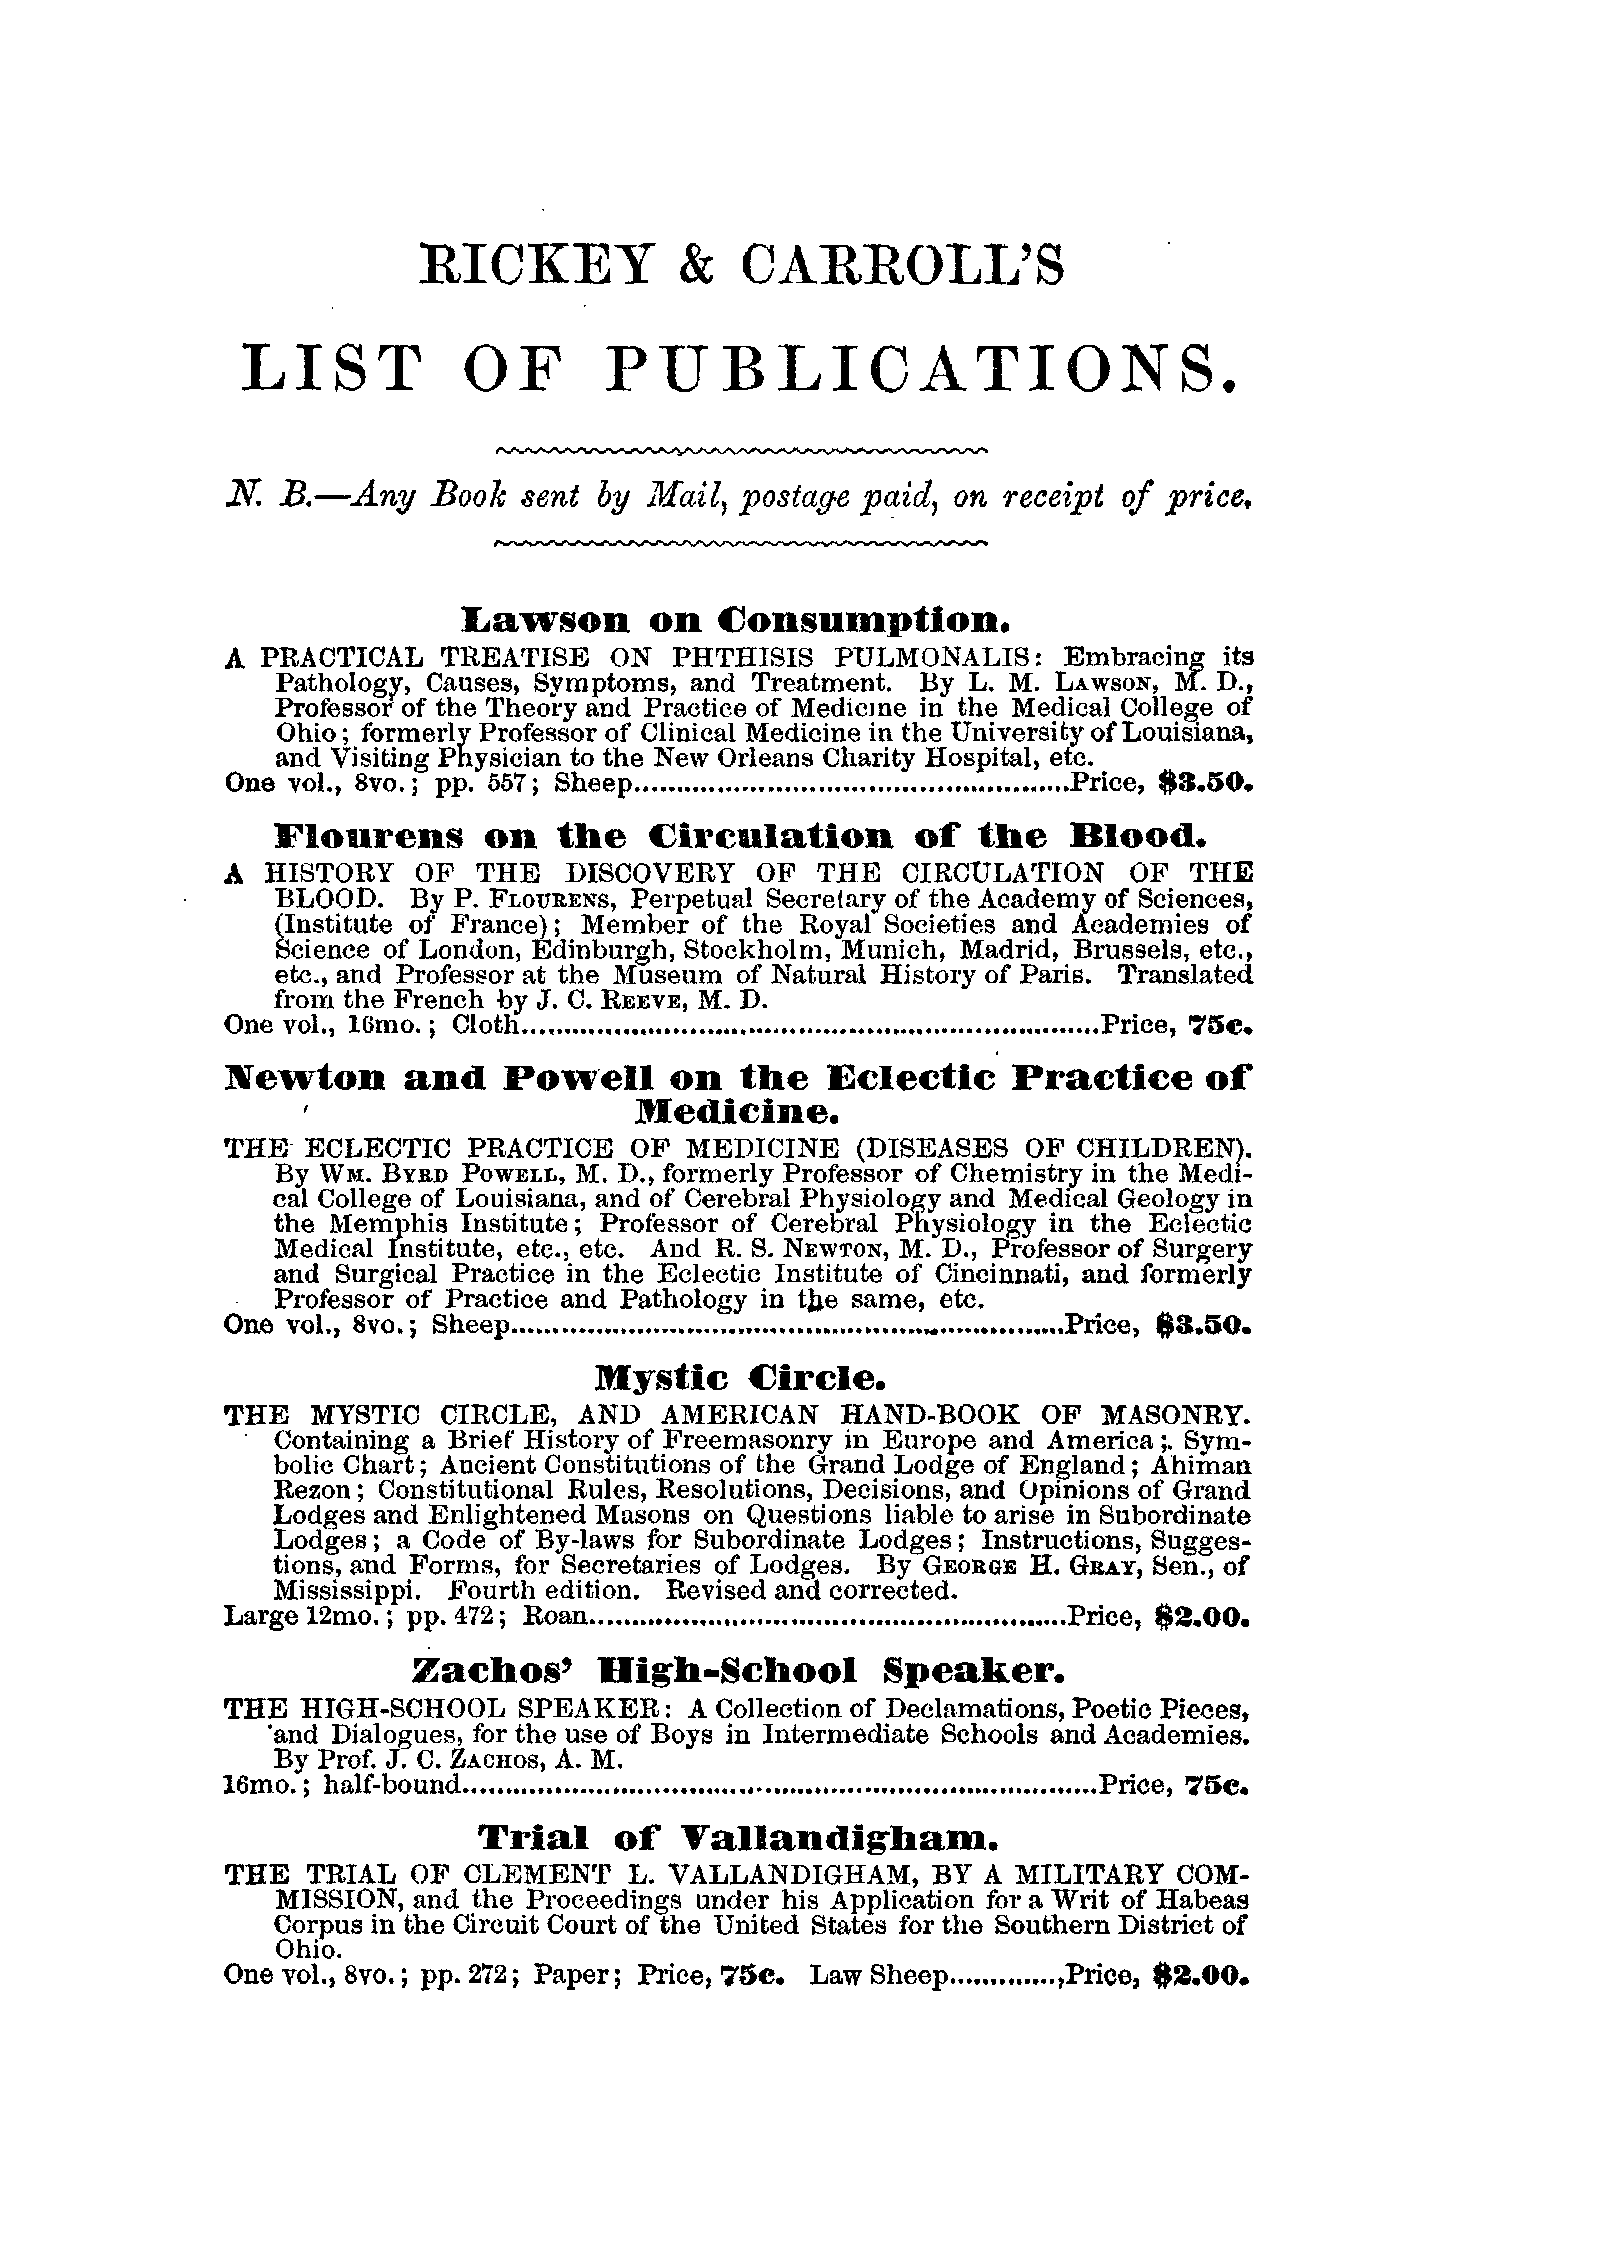 RICKEY & CARROLL'S
LIST OF PUBLICATIONS.
N. B.—Any Book sent by Mail, postage paid, on receipt of price.
Lawson on Consumption.
A PRACTICAL TREATISE ON PHTHISIS PULMONALIS: Embracing its
Pathology, Causes, Symptoms, and Treatment. By L. M. LAWSON, M. D.,
Professor of the Theory and Practice of Medicine in the Medical College of
Ohio; formerly Professor of Clinical Medicine in the University of Louisiana,
and Visiting Physician to the New Orleans Charity Hospital, etc.
One vol., 8vo.; pp. 557; Sheep..................................................Price, $3.50.
Flourens on the Circulation of the Blood.
A HISTORY OF THE DISCOVERY OF THE CIRCULATION OF THE
BLOOD. By P. FLOURENS, Perpetual Secretary of the Academy of Sciences,
(Institute of France); Member of the Royal Societies and Academies of
Science of London, Edinburgh, Stockholm, Munich, Madrid, Brussels, etc.,
etc., and Professor at the Museum of Natural History of Paris. Translated
from the French by J. C. REEVE, M. D.
One vol., 16mo.; Cloth..................................................................Price, 75c.
Newton and Powell on the Eclectic Practice of
Medicine.
THE ECLECTIC PRACTICE OF MEDICINE (DISEASES OF CHILDREN).
By WM. BYRD POWELL, M. D., formerly Professor of Chemistry in the Medi-
cal College of Louisiana, and of Cerebral Physiology and Medical Geology in
the Memphis Institute; Professor of Cerebral Physiology in the Eclectic
Medical Institute, etc., etc. And R. S. NEWTON, M. D., Professor of Surgery
and Surgical Practice in the Eclectic Institute of Cincinnati, and formerly
Professor of Practice and Pathology in the same, etc.
One vol., 8vo.; Sheep................................................................Price, $3.50.
Mystic Circle.
THE MYSTIC CIRCLE, AND AMERICAN HAND-BOOK OF MASONRY.
Containing a Brief History of Freemasonry in Europe and America; Sym-
bolic Chart; Ancient Constitutions of the Grand Lodge of England; Ahiman
Rezon; Constitutional Rules, Resolutions, Decisions, and Opinions of Grand
Lodges and Enlightened Masons on Questions liable to arise in Subordinate
Lodges; a Code of By-laws for Subordinate Lodges; Instructions, Sugges-
tions, and Forms, for Secretaries of Lodges. By GEORGE H. GRAY, Sen., of
Mississippi. Fourth edition. Revised and corrected.
Large 12mo.; pp. 472; Roan.......................................................Price, $2.00.
Zachos' High-School Speaker.
THE HIGH-SCHOOL SPEAKER: A Collection of Declamations, Poetic Pieces,
and Dialogues, for the use of Boys in Intermediate Schools and Academies.
By Prof. J. C. ZACHOS, A. M.
16mo.; half-bound.........................................................................Price, 75c.
Trial of Vallandigham.
THE TRIAL OF CLEMENT L. VALLANDIGHAM, BY A MILITARY COM-
MISSION, and the Proceedings under his Application for a Writ of Habeas
Corpus in the Circuit Court of the United States for the Southern District of
Ohio.
One vol., 8vo.; pp. 272; Paper; Price, 75c. Law Sheep.............,Price, $2.00.